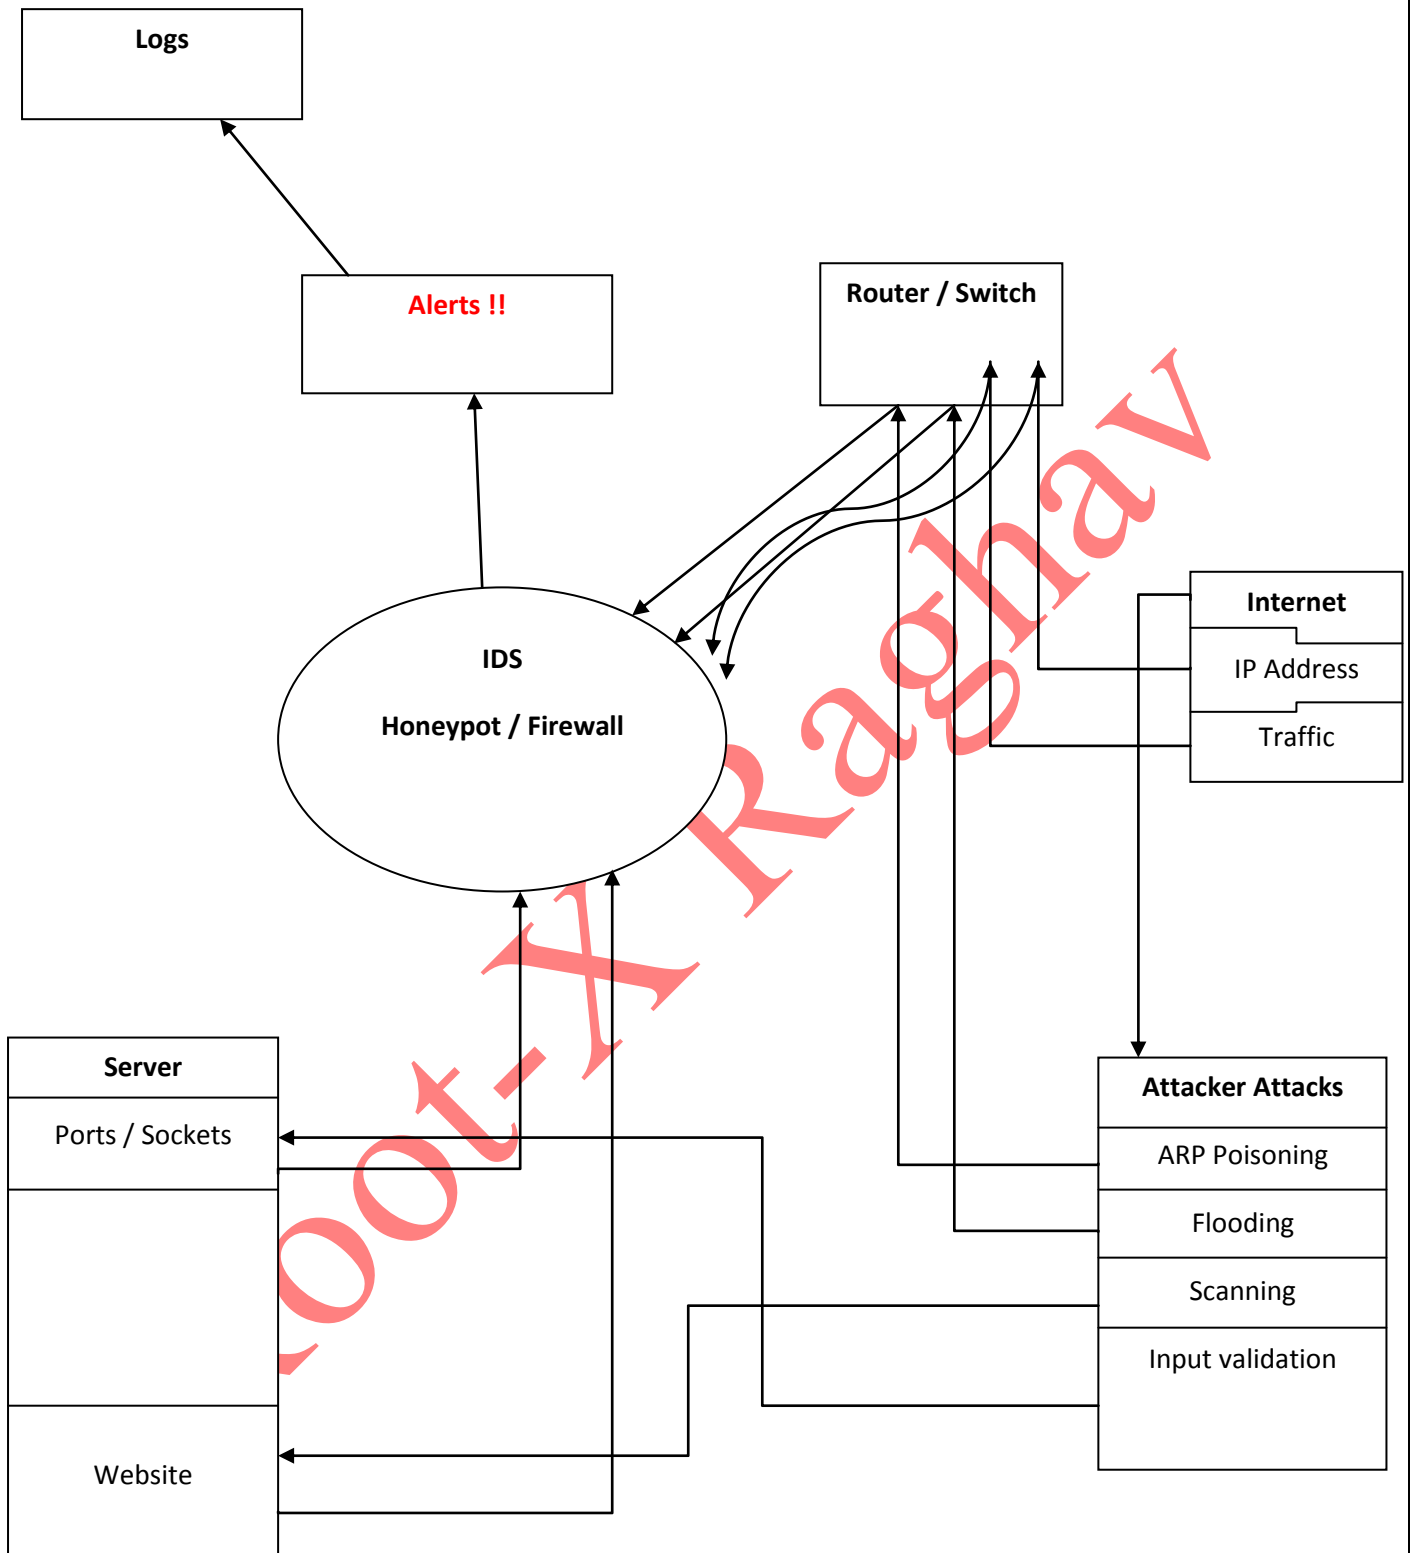 Logs
Alerts !!
Router / Switch
IDS
Honeypot / Firewall
Internet
IP Address
Traffic
Server
Ports / Sockets
Website
Attacker Attacks
ARP Poisoning
Flooding
Scanning
Input validation
oot-X Raghav